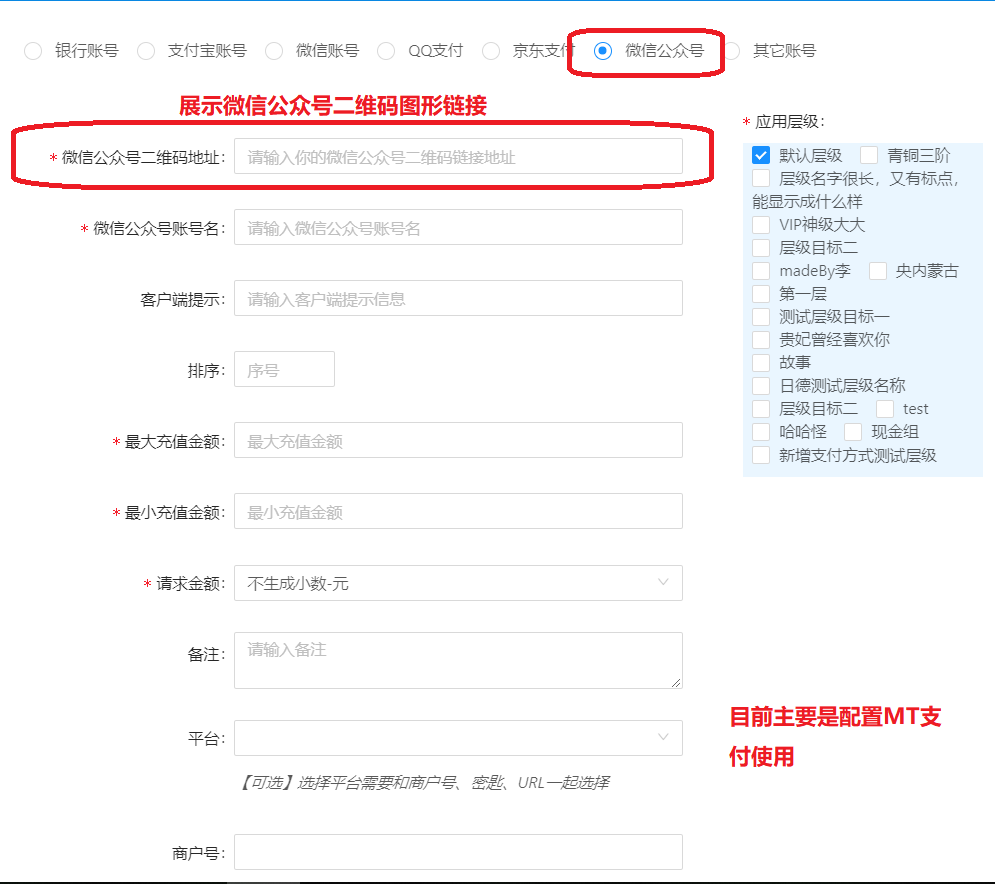 银行账号 支付宝账号 微信账号 QQ支付 京东支付 微信公众号 其它账号
展示微信公众号二维码图形链接
* 微信公众号二维码地址: 请输入你的微信公众号二维码链接地址
* 微信公众号账号名: 请输入微信公众号账号名
客户端提示: 请输入客户端提示信息
排序: 序号
* 最大充值金额: 最大充值金额
* 最小充值金额: 最小充值金额
* 请求金额: 不生成小数-元
备注: 请输入备注
平台:
【可选】选择平台需要和商户号、密匙、URL一起选择
商户号:
* 应用层级:
默认层级 青铜三阶
层级名字很长，又有标点，
能显示成什么样
VIP神级大大
层级目标二
madeBy李 央内蒙古
第一层
测试层级目标一
贵妃曾经喜欢你
故事
日德测试层级名称
层级目标二 test
哈哈怪 现金组
新增支付方式测试层级
目前主要是配置MT支
付使用